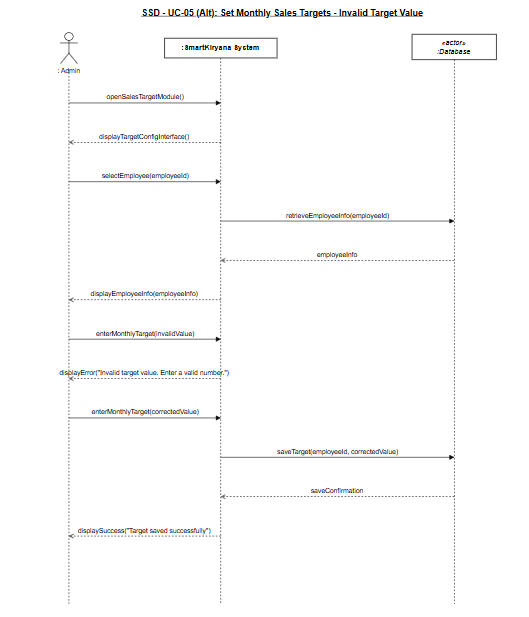 SSD - UC-05 (Alt): Set Monthly Sales Targets - Invalid Target Value
: SmartKiryana System
«actor»
:Database
: Admin
openSalesTargetModule()
displayTargetConfigInterface()
selectEmployee(employeeId)
retrieveEmployeeInfo(employeeId)
employeeInfo
displayEmployeeInfo(employeeInfo)
enterMonthlyTarget(invalidValue)
displayError("Invalid target value. Enter a valid number.")
enterMonthlyTarget(correctedValue)
saveTarget(employeeId, correctedValue)
saveConfirmation
displaySuccess("Target saved successfully")